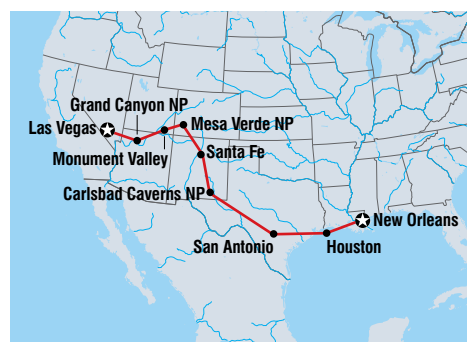 Grand Canyon NP
Las Vegas
Mesa Verde NP
Monument Valley
Santa Fe
Carlsbad Caverns NP
New Orleans
San Antonio
Houston